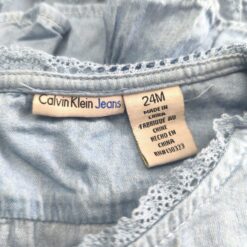 Calvin Klein Jeans
24M
MADE IN
CHINA
FABRIQUÉ AU
CHINE
HECHO EN
CHINA